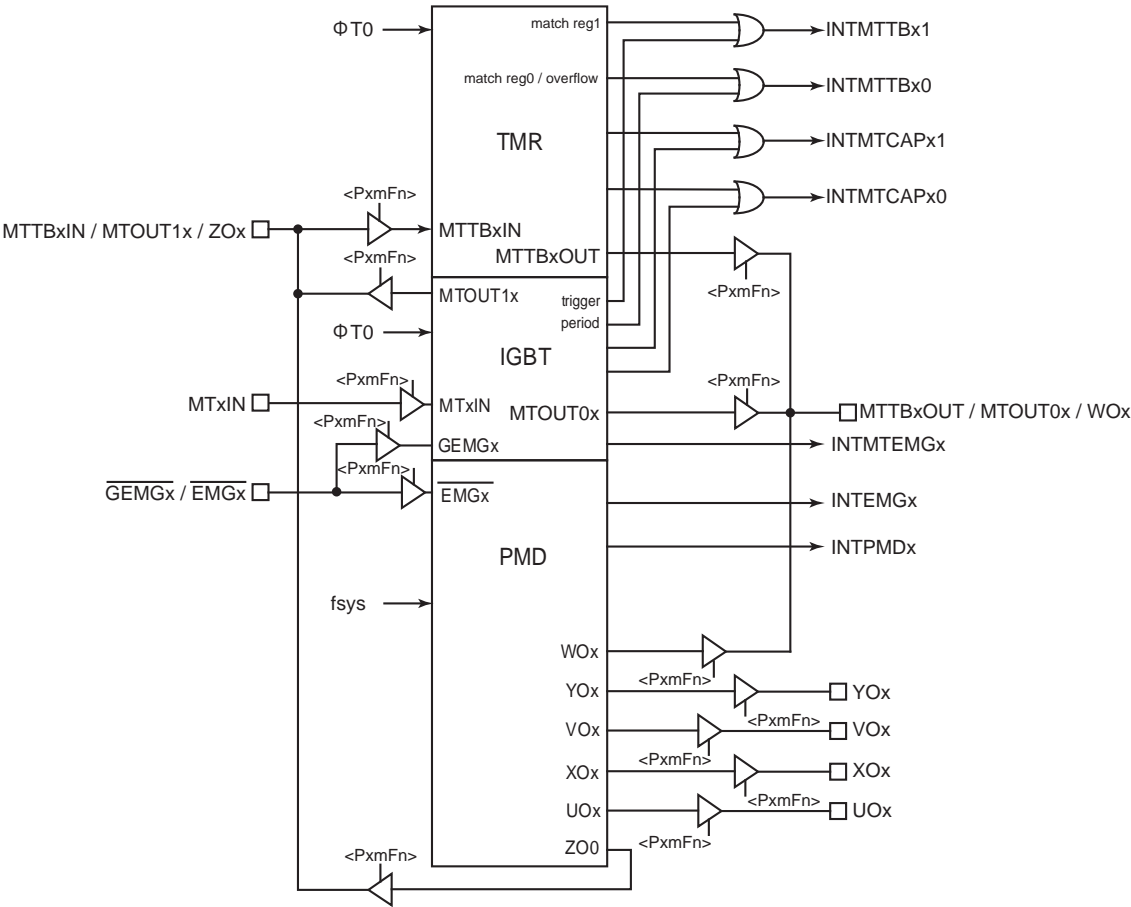 ΦT0
match reg1
INTMTTBx1
match reg0 / overflow
INTMTTBx0
TMR
INTMTCAPx1
<PxmFn>
INTMTCAPx0
MTTBxIN / MTOUT1x / ZOx
MTTBxIN
MTTBxOUT
<PxmFn>
<PxmFn>
MTOUT1x
trigger
ΦT0
period
IGBT
<PxmFn>
<PxmFn>
MTxIN
MTxIN
MTOUT0x
MTTBxOUT / MTOUT0x / WOx
<PxmFn>
GEMGx
INTMTEMGx
<PxmFn>
GEMGx / EMGx
EMGx
INTEMGx
PMD
INTPMDx
fsys
WOx
<PxmFn>
YOx
YOx
<PxmFn>
VOx
VOx
<PxmFn>
XOx
XOx
<PxmFn>
UOx
UOx
<PxmFn>
ZO0
<PxmFn>